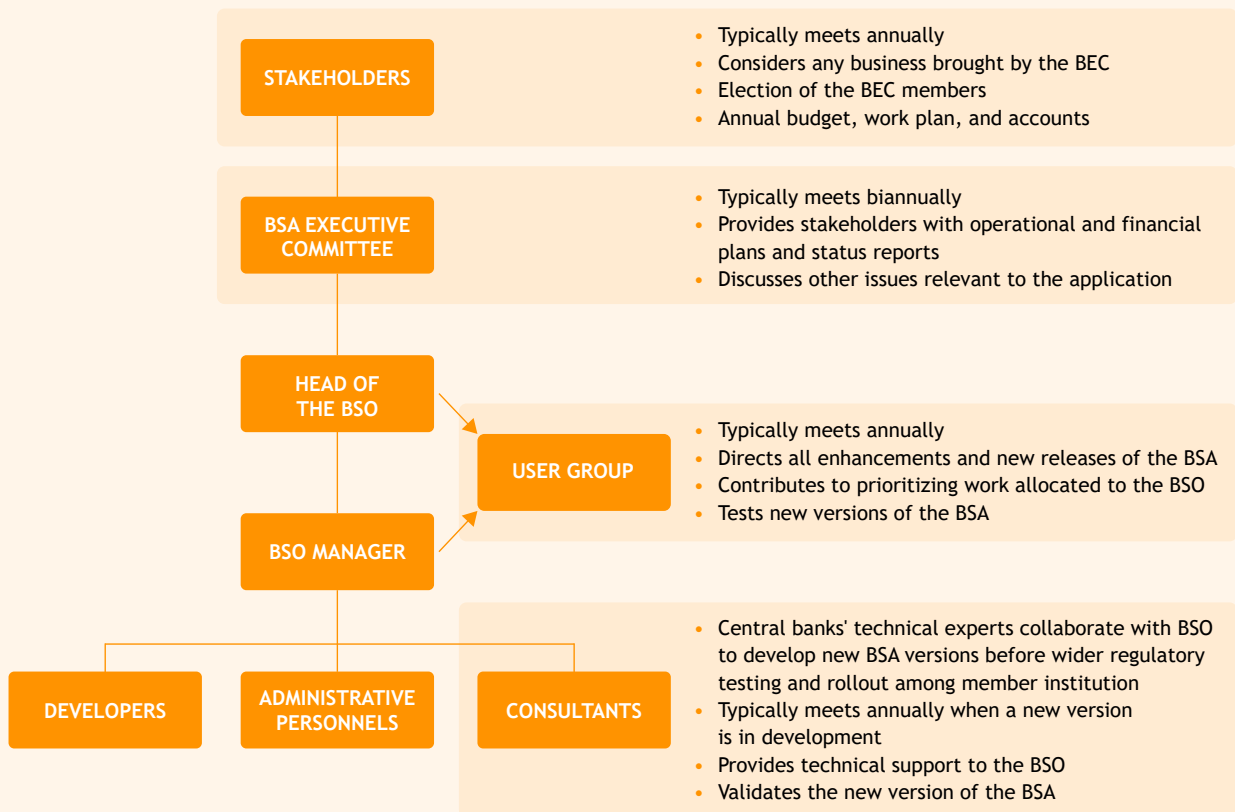 STAKEHOLDERS
• Typically meets annually
• Considers any business brought by the BEC
• Election of the BEC members
• Annual budget, work plan, and accounts
BSA EXECUTIVE
COMMITTEE
• Typically meets biannually
• Provides stakeholders with operational and financial
plans and status reports
• Discusses other issues relevant to the application
HEAD OF
THE BSO
USER GROUP
• Typically meets annually
• Directs all enhancements and new releases of the BSA
• Contributes to prioritizing work allocated to the BSO
• Tests new versions of the BSA
BSO MANAGER
DEVELOPERS
ADMINISTRATIVE
PERSONNELS
CONSULTANTS
• Central banks' technical experts collaborate with BSO
to develop new BSA versions before wider regulatory
testing and rollout among member institution
• Typically meets annually when a new version
is in development
• Provides technical support to the BSO
• Validates the new version of the BSA